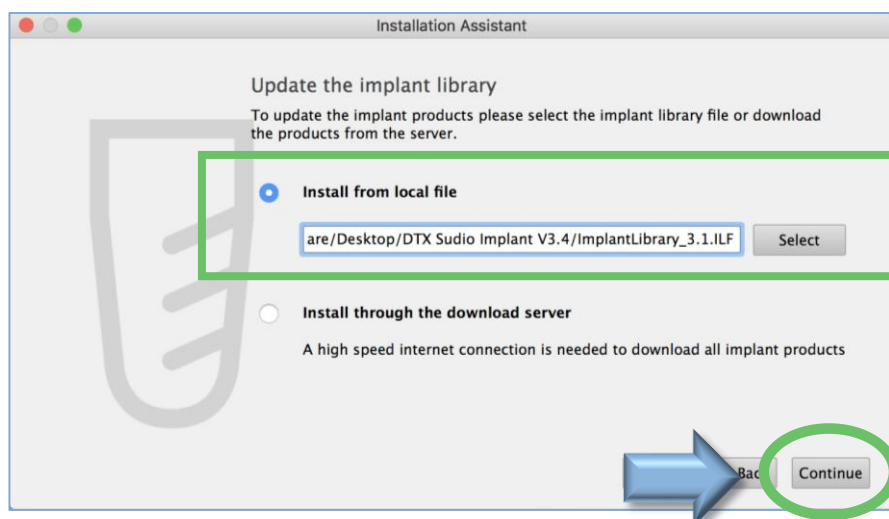 Installation Assistant
Update the implant library
To update the implant products please select the implant library file or download
the products from the server.
Install from local file
are/Desktop/DTX Sudio Implant V3.4/ImplantLibrary_3.1.ILF
Select
Install through the download server
A high speed internet connection is needed to download all implant products
Continue